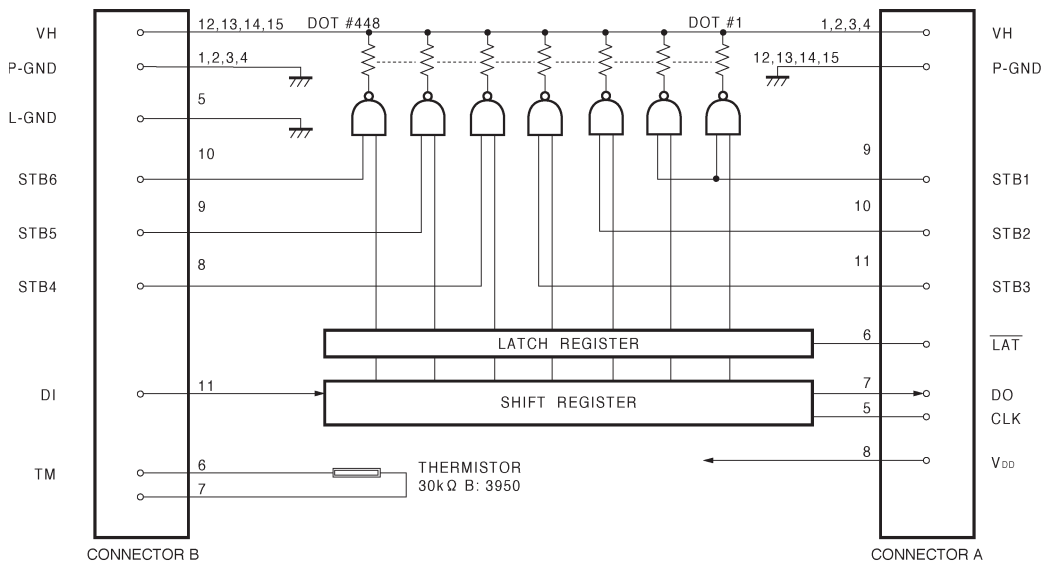 VH 12,13,14,15 DOT #448 DOT #1 1,2,3,4 VH
P-GND 1,2,3,4 12,13,14,15 P-GND
L-GND 5
STB6 10 9 STB1
STB5 9 10 STB2
STB4 8 11 STB3
LATCH REGISTER 6 LAT
DI 11 SHIFT REGISTER 7 DO
5 CLK
8 VDD
TM 6 THERMISTOR
7 30kΩ B: 3950
CONNECTOR B CONNECTOR A